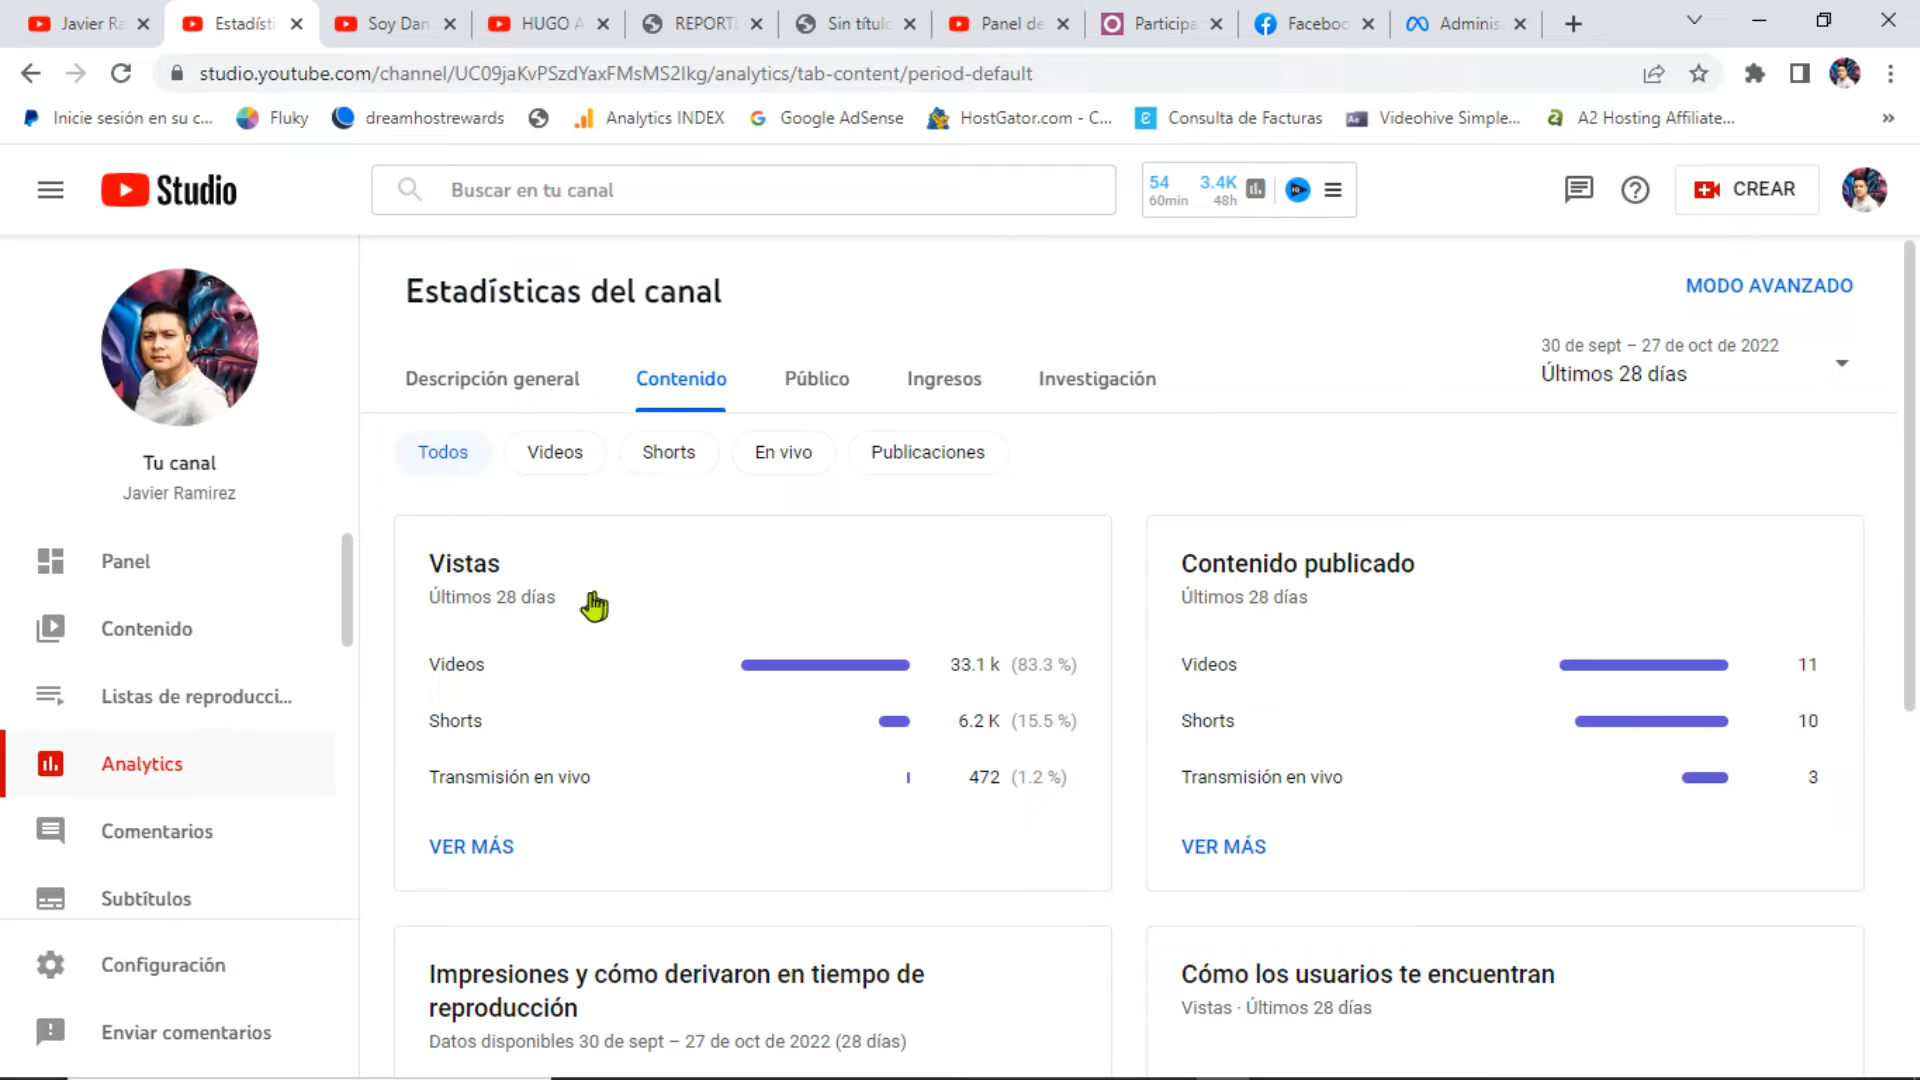 Javier Ra
Estadísti
Soy Dan
HUGO A
REPORTE
Sin títul
Panel de
Participa
Faceboo
Adminis
studio.youtube.com/channel/UC09jaKvPSzdYaxFMsMS2Ikg/analytics/tab-content/period-default
Inicie sesión en su c...
Fluky
dreamhostrewards
Analytics INDEX
Google AdSense
HostGator.com - C...
Consulta de Facturas
Videohive Simple...
A2 Hosting Affiliate...
Studio
Buscar en tu canal
54
60min
3.4K
48h
CREAR
Tu canal
Javier Ramirez
Panel
Contenido
Listas de reproducci...
Analytics
Comentarios
Subtítulos
Configuración
Enviar comentarios
Estadísticas del canal
MODO AVANZADO
30 de sept – 27 de oct de 2022
Últimos 28 días
Descripción general
Contenido
Público
Ingresos
Investigación
Todos
Videos
Shorts
En vivo
Publicaciones
Vistas
Últimos 28 días
Videos 33.1 k (83.3 %)
Shorts 6.2 K (15.5 %)
Transmisión en vivo 472 (1.2 %)
VER MÁS
Contenido publicado
Últimos 28 días
Videos 11
Shorts 10
Transmisión en vivo 3
VER MÁS
Impresiones y cómo derivaron en tiempo de
reproducción
Datos disponibles 30 de sept – 27 de oct de 2022 (28 días)
Cómo los usuarios te encuentran
Vistas · Últimos 28 días